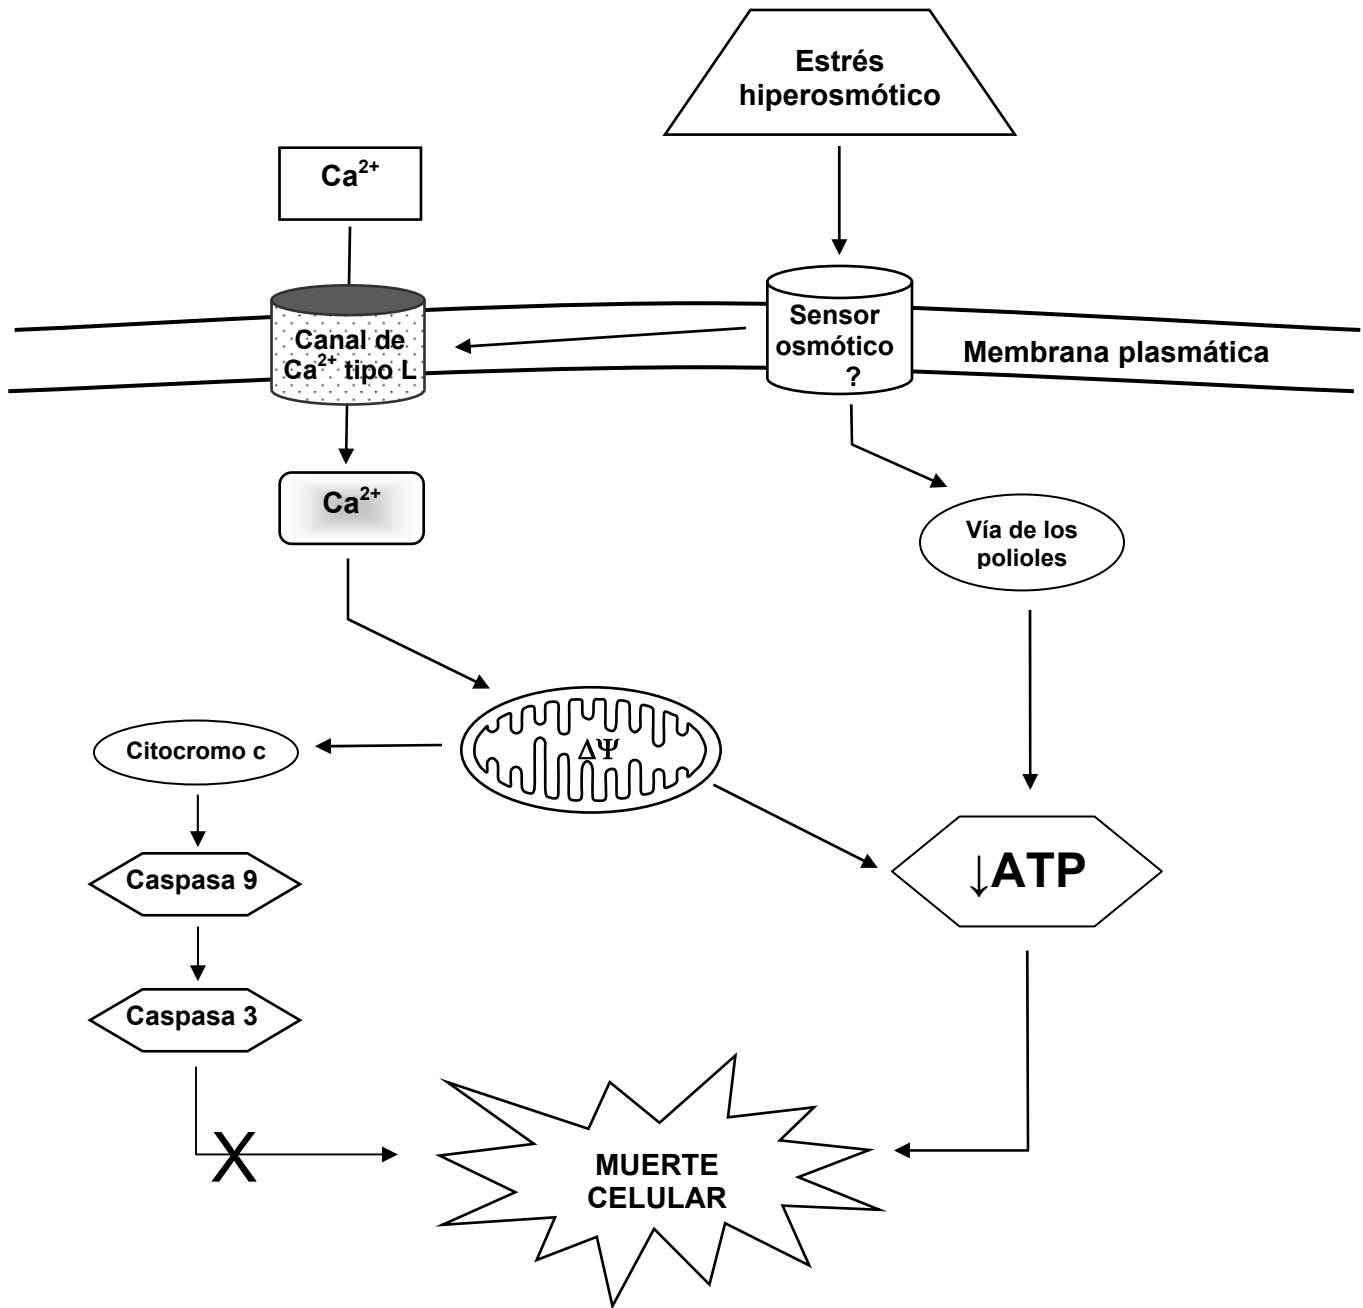 Estrés
hiperosmótico
Ca²⁺
Canal de
Ca²⁺ tipo L
Sensor
osmótico
?
Membrana plasmática
Ca²⁺
Vía de los
polioles
ΔΨ
Citocromo c
↓ATP
Caspasa 9
Caspasa 3
X
MUERTE
CELULAR